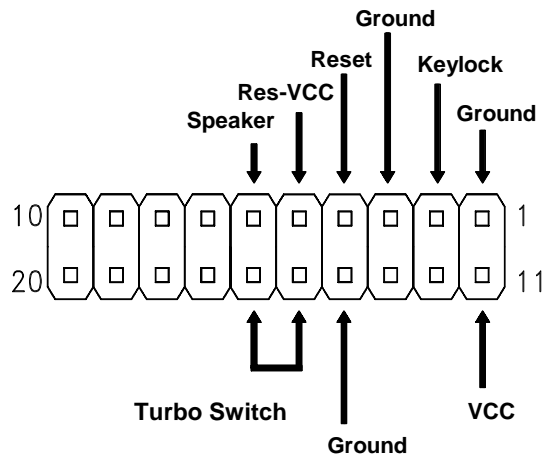 Ground
Reset
Keylock
Res-VCC
Speaker
Ground
10
1
20
11
Turbo Switch
VCC
Ground